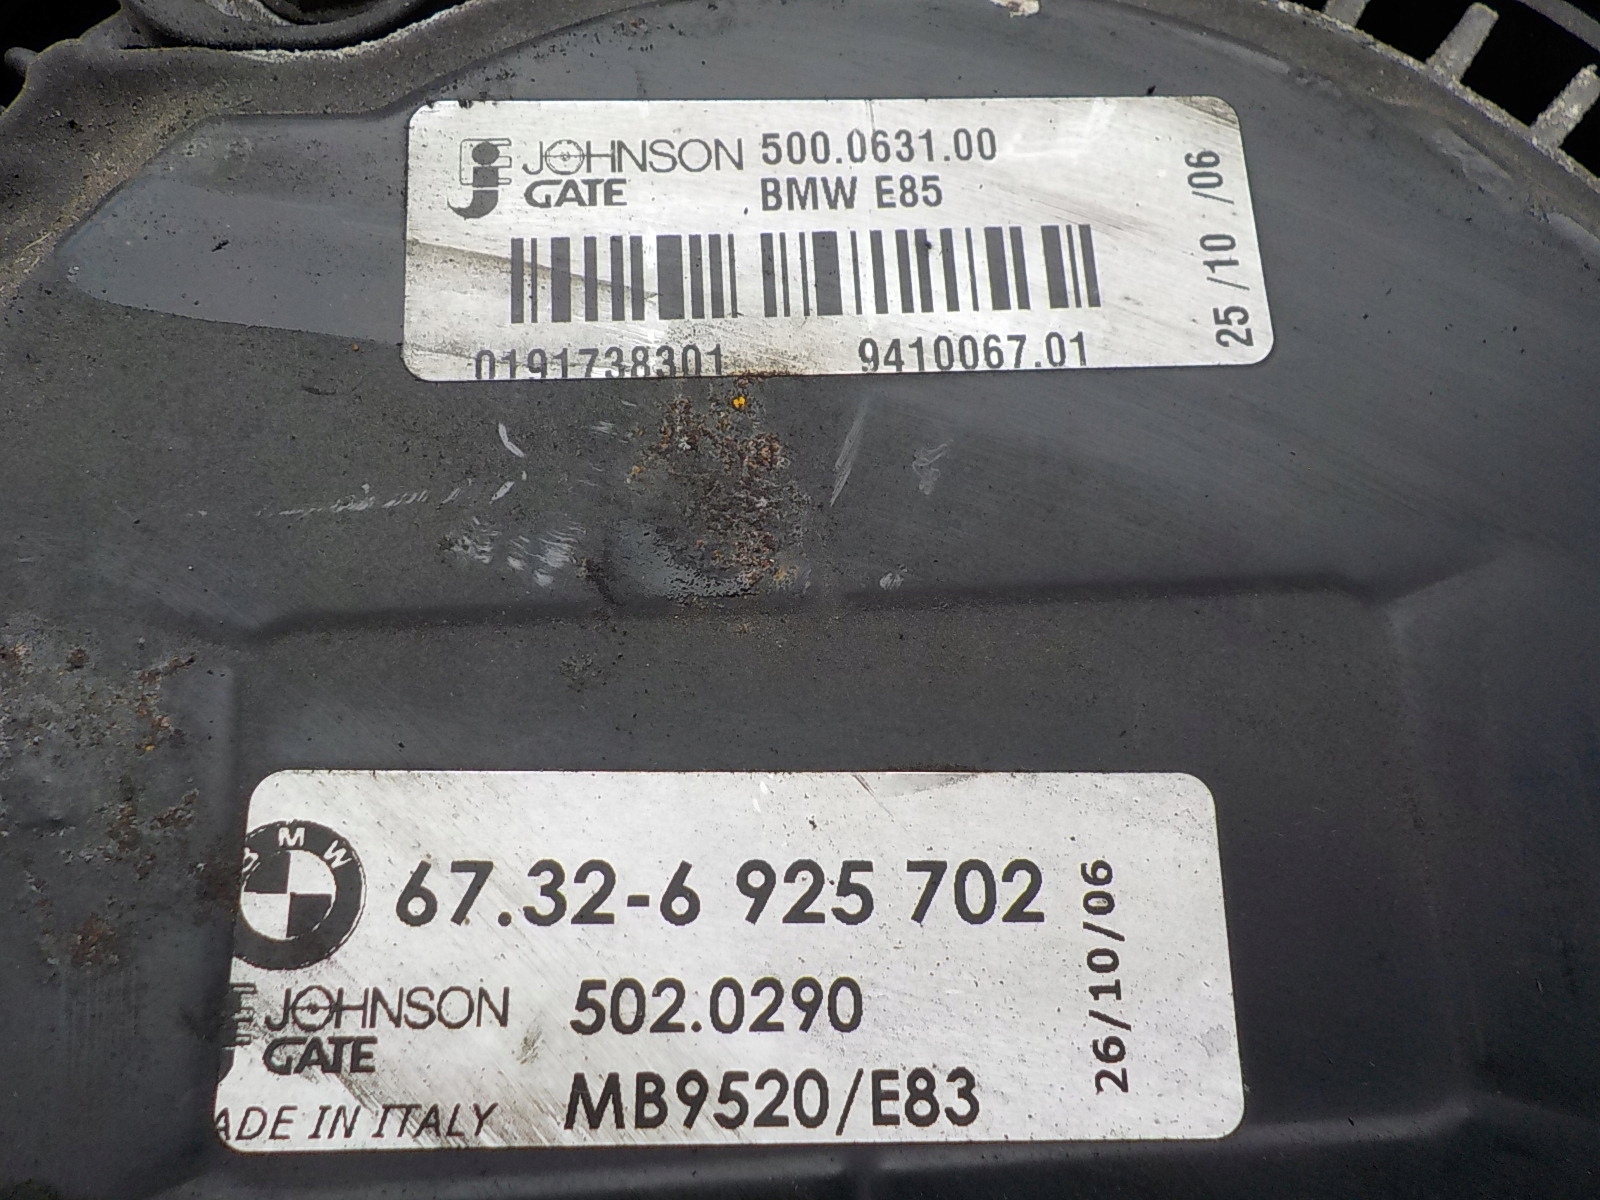 JOHNSON 500.0631.00
GATE BMW E85
0191738301 9410067.01
25 /10 /06
BMW
67.32-6 925 702
JOHNSON 502.0290
GATE
ADE IN ITALY MB9520/E83
26/10/06